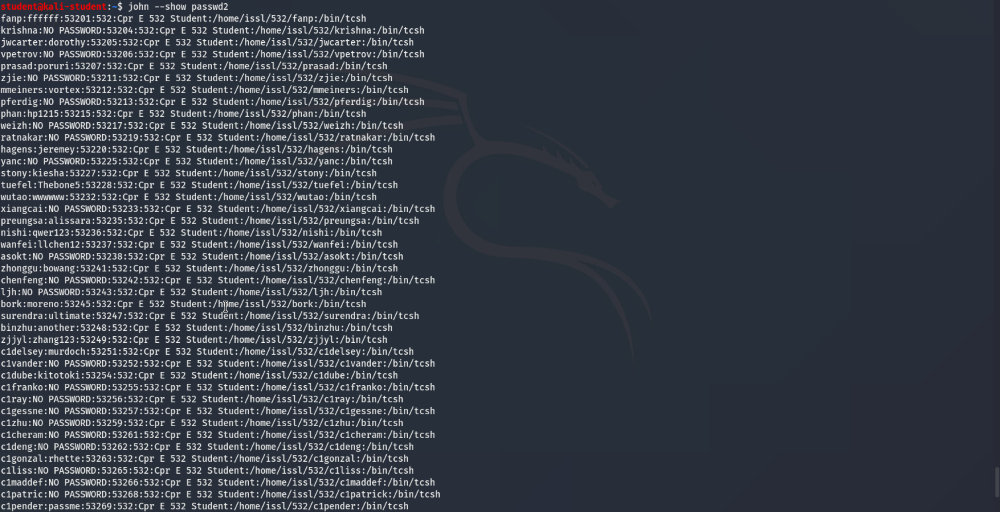 student@kali-student:~$ john --show passwd2
fanp:ffffff:53201:532:Cpr E 532 Student:/home/issl/532/fanp:/bin/tcsh
krishna:NO PASSWORD:53204:532:Cpr E 532 Student:/home/issl/532/krishna:/bin/tcsh
jwcarter:dorothy:53205:532:Cpr E 532 Student:/home/issl/532/jwcarter:/bin/tcsh
vpetrov:NO PASSWORD:53206:532:Cpr E 532 Student:/home/issl/532/vpetrov:/bin/tcsh
prasad:poruri:53207:532:Cpr E 532 Student:/home/issl/532/prasad:/bin/tcsh
zjie:NO PASSWORD:53211:532:Cpr E 532 Student:/home/issl/532/zjie:/bin/tcsh
mmeiners:vortex:53212:532:Cpr E 532 Student:/home/issl/532/mmeiners:/bin/tcsh
pferdig:NO PASSWORD:53213:532:Cpr E 532 Student:/home/issl/532/pferdig:/bin/tcsh
phan:hp1215:53215:532:Cpr E 532 Student:/home/issl/532/phan:/bin/tcsh
weizh:NO PASSWORD:53217:532:Cpr E 532 Student:/home/issl/532/weizh:/bin/tcsh
ratnakar:NO PASSWORD:53219:532:Cpr E 532 Student:/home/issl/532/ratnakar:/bin/tcsh
hagens:jeremey:53220:532:Cpr E 532 Student:/home/issl/532/hagens:/bin/tcsh
yanc:NO PASSWORD:53225:532:Cpr E 532 Student:/home/issl/532/yanc:/bin/tcsh
stony:kiesha:53227:532:Cpr E 532 Student:/home/issl/532/stony:/bin/tcsh
tuefel:Thebone5:53228:532:Cpr E 532 Student:/home/issl/532/tuefel:/bin/tcsh
wutao:wwwwww:53232:532:Cpr E 532 Student:/home/issl/532/wutao:/bin/tcsh
xiangcai:NO PASSWORD:53233:532:Cpr E 532 Student:/home/issl/532/xiangcai:/bin/tcsh
preungsa:alissara:53235:532:Cpr E 532 Student:/home/issl/532/preungsa:/bin/tcsh
nishi:qwer123:53236:532:Cpr E 532 Student:/home/issl/532/nishi:/bin/tcsh
wanfei:llchen12:53237:532:Cpr E 532 Student:/home/issl/532/wanfei:/bin/tcsh
asokt:NO PASSWORD:53238:532:Cpr E 532 Student:/home/issl/532/asokt:/bin/tcsh
zhonggu:bowang:53241:532:Cpr E 532 Student:/home/issl/532/zhonggu:/bin/tcsh
chenfeng:NO PASSWORD:53242:532:Cpr E 532 Student:/home/issl/532/chenfeng:/bin/tcsh
ljh:NO PASSWORD:53243:532:Cpr E 532 Student:/home/issl/532/ljh:/bin/tcsh
bork:moreno:53245:532:Cpr E 532 Student:/home/issl/532/bork:/bin/tcsh
surendra:ultimate:53247:532:Cpr E 532 Student:/home/issl/532/surendra:/bin/tcsh
binzhu:another:53248:532:Cpr E 532 Student:/home/issl/532/binzhu:/bin/tcsh
zjjyl:zhang123:53249:532:Cpr E 532 Student:/home/issl/532/zjjyl:/bin/tcsh
c1delsey:murdoch:53251:532:Cpr E 532 Student:/home/issl/532/c1delsey:/bin/tcsh
c1vander:NO PASSWORD:53252:532:Cpr E 532 Student:/home/issl/532/c1vander:/bin/tcsh
c1dube:kitotoki:53254:532:Cpr E 532 Student:/home/issl/532/c1dube:/bin/tcsh
c1franko:NO PASSWORD:53255:532:Cpr E 532 Student:/home/issl/532/c1franko:/bin/tcsh
c1ray:NO PASSWORD:53256:532:Cpr E 532 Student:/home/issl/532/c1ray:/bin/tcsh
c1gessne:NO PASSWORD:53257:532:Cpr E 532 Student:/home/issl/532/c1gessne:/bin/tcsh
c1zhu:NO PASSWORD:53259:532:Cpr E 532 Student:/home/issl/532/c1zhu:/bin/tcsh
c1cheram:NO PASSWORD:53261:532:Cpr E 532 Student:/home/issl/532/c1cheram:/bin/tcsh
c1deng:NO PASSWORD:53262:532:Cpr E 532 Student:/home/issl/532/c1deng:/bin/tcsh
c1gonzal:rhette:53263:532:Cpr E 532 Student:/home/issl/532/c1gonzal:/bin/tcsh
c1liss:NO PASSWORD:53265:532:Cpr E 532 Student:/home/issl/532/c1liss:/bin/tcsh
c1maddef:NO PASSWORD:53266:532:Cpr E 532 Student:/home/issl/532/c1maddef:/bin/tcsh
c1patric:NO PASSWORD:53268:532:Cpr E 532 Student:/home/issl/532/c1patrick:/bin/tcsh
c1pender:passme:53269:532:Cpr E 532 Student:/home/issl/532/c1pender:/bin/tcsh